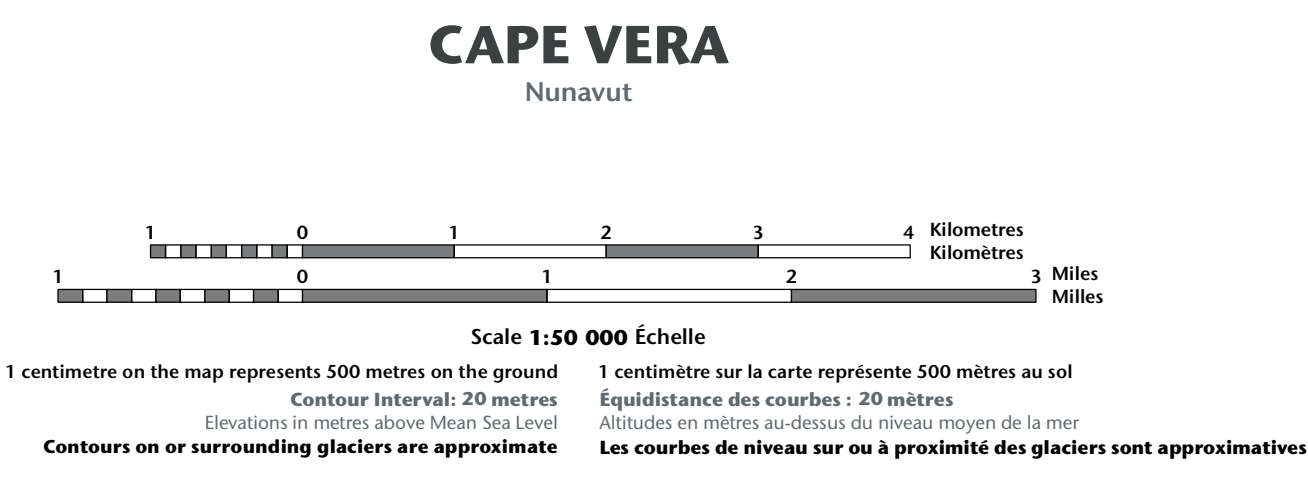 CAPE VERA
Nunavut
1 0 1 2 3 4 Kilometres
Kilomètres
1 0 1 2 3 Miles
Milles
Scale 1:50 000 Échelle
1 centimetre on the map represents 500 metres on the ground
Contour Interval: 20 metres
Elevations in metres above Mean Sea Level
Contours on or surrounding glaciers are approximate
1 centimètre sur la carte représente 500 mètres au sol
Équidistance des courbes : 20 mètres
Altitudes en mètres au-dessus du niveau moyen de la mer
Les courbes de niveau sur ou à proximité des glaciers sont approximatives